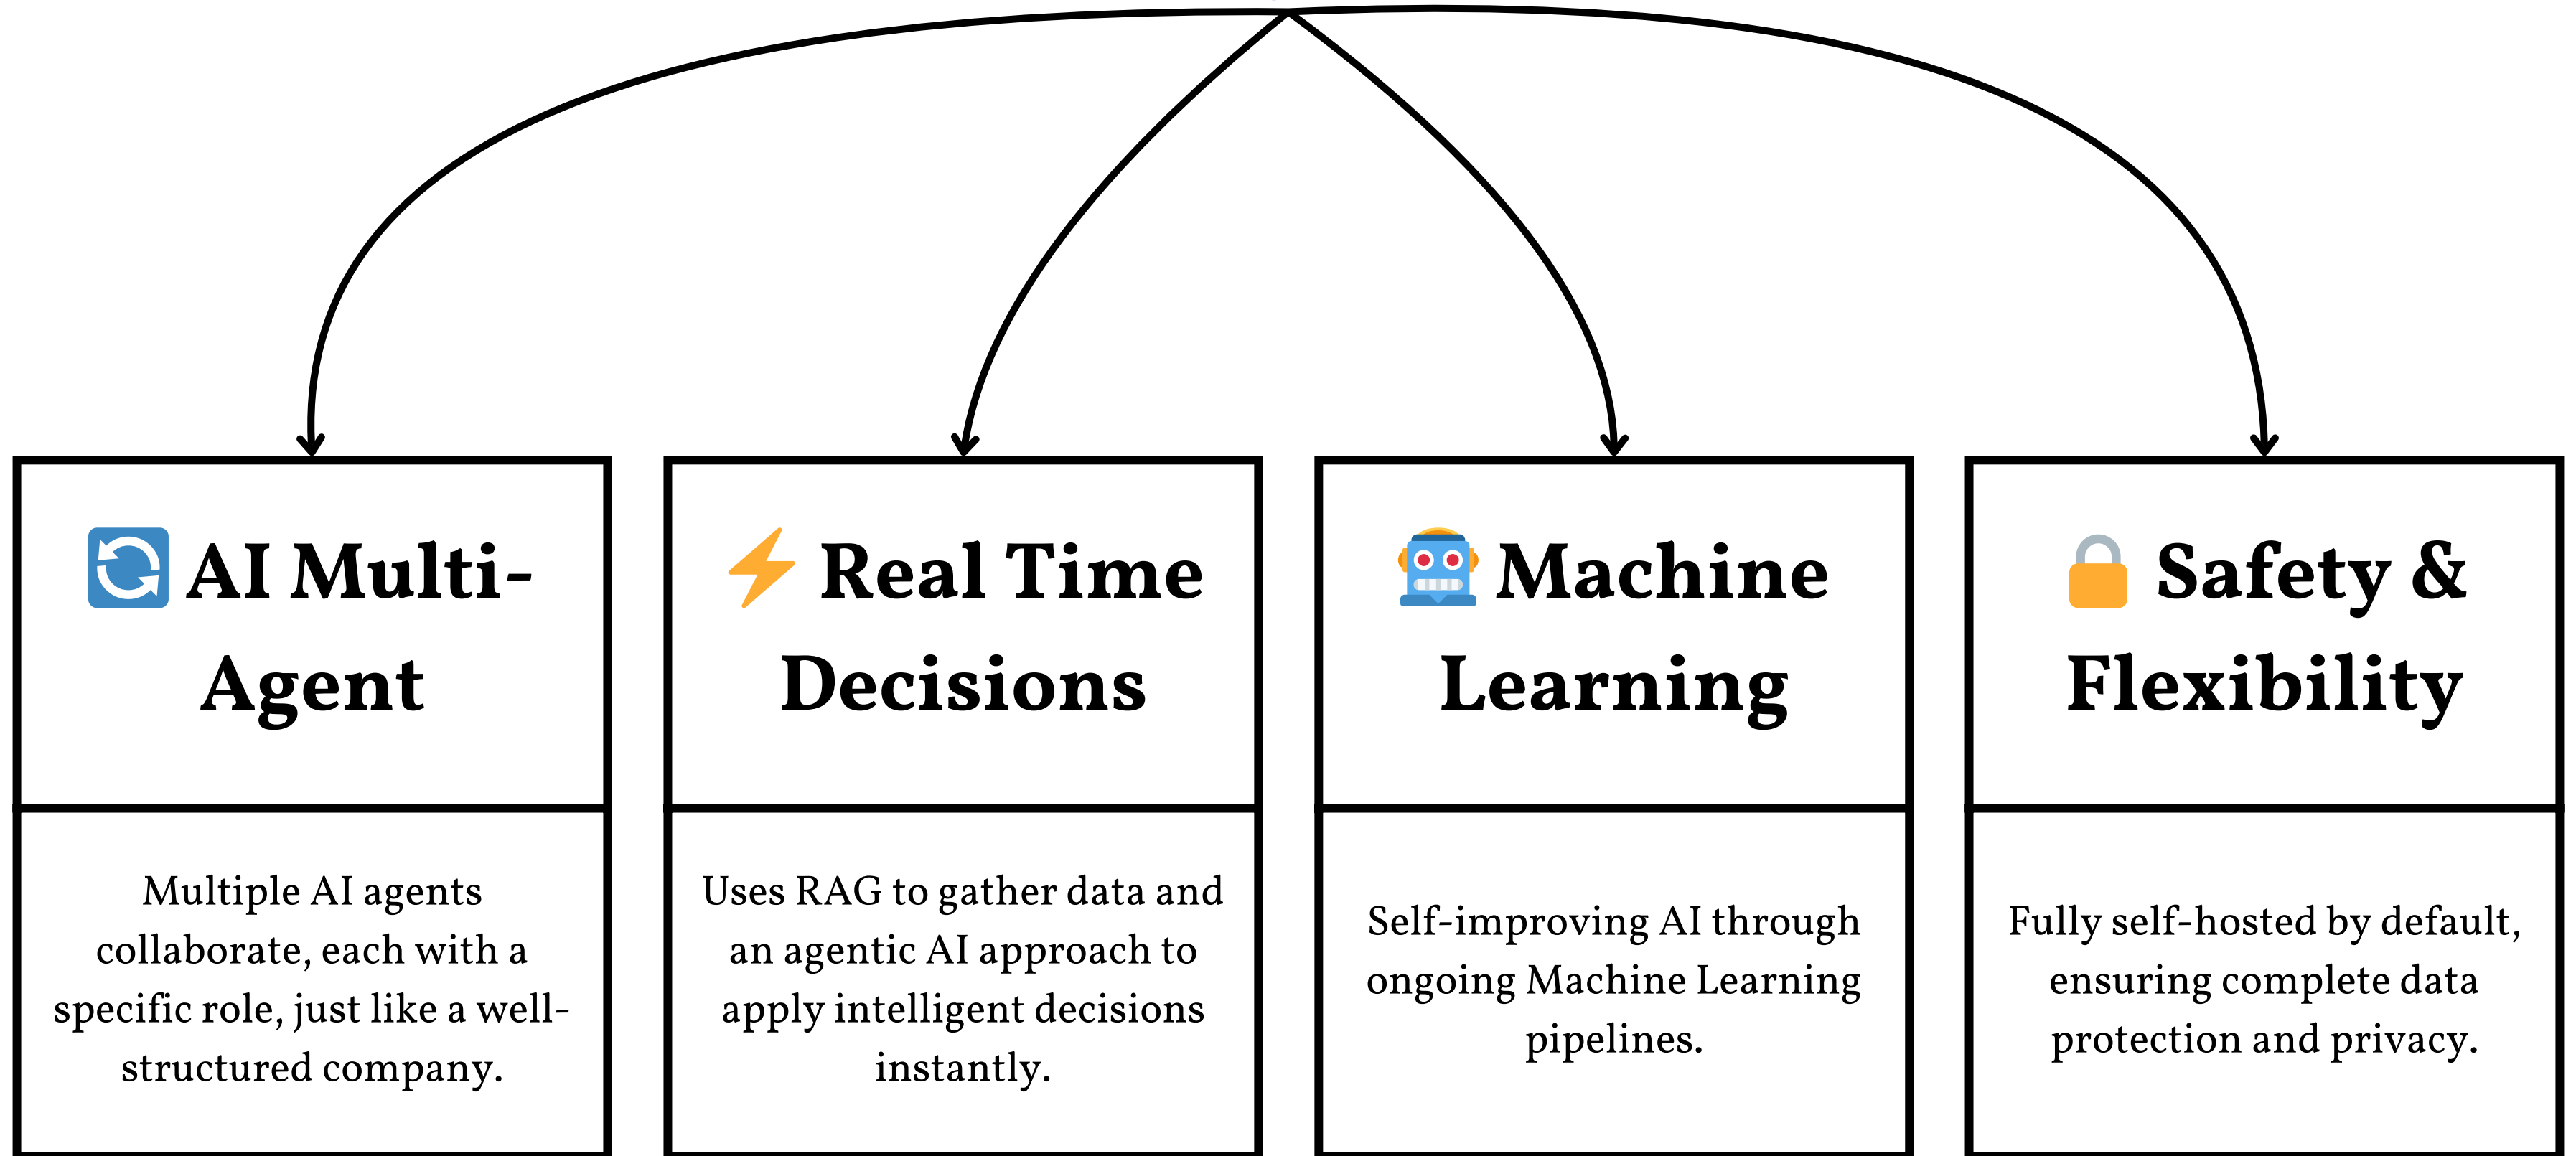 🔄 AI Multi-
Agent
Multiple AI agents
collaborate, each with a
specific role, just like a well-
structured company.
⚡ Real Time
Decisions
Uses RAG to gather data and
an agentic AI approach to
apply intelligent decisions
instantly.
🤖 Machine
Learning
Self-improving AI through
ongoing Machine Learning
pipelines.
🔒 Safety &
Flexibility
Fully self-hosted by default,
ensuring complete data
protection and privacy.